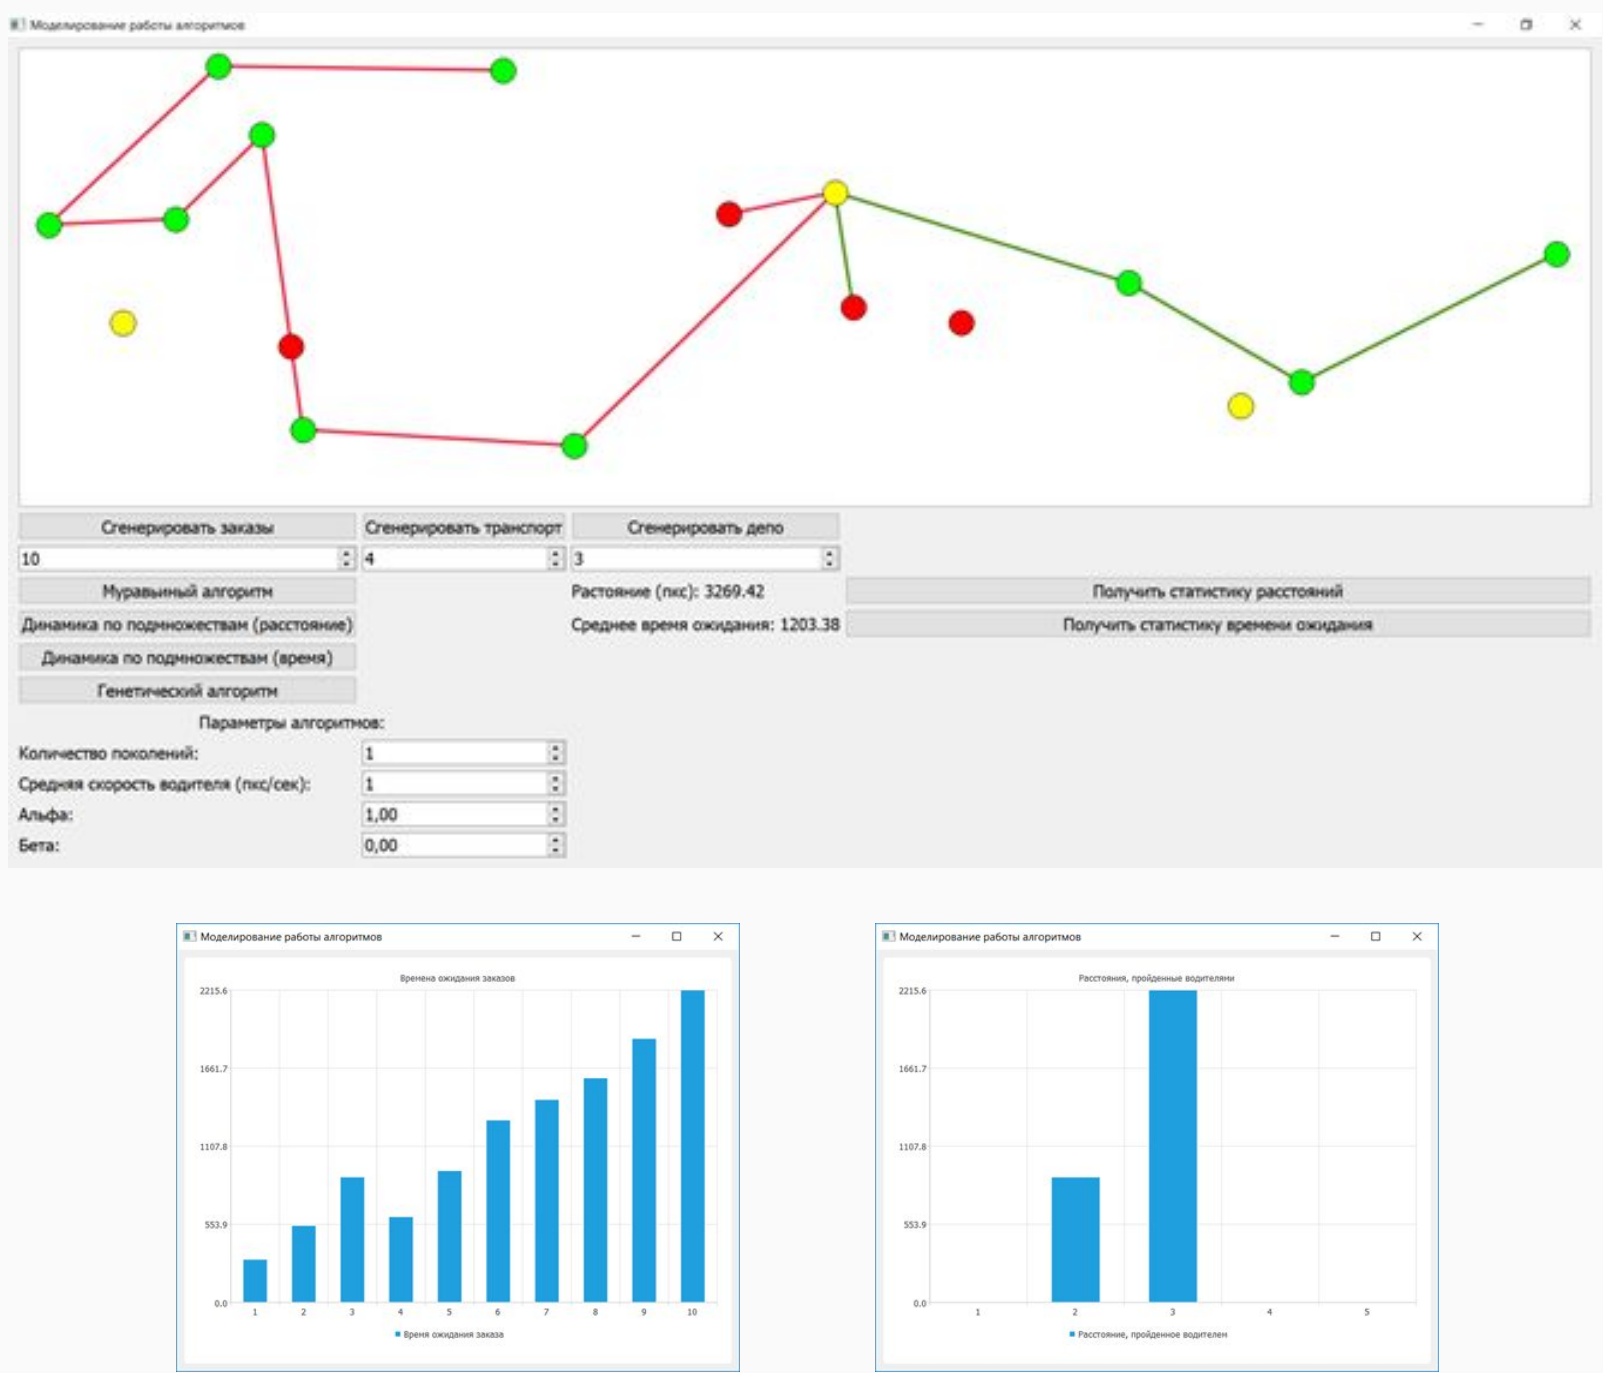 Моделирование работы алгоритмов
Сгенерировать заказы
Сгенерировать транспорт
Сгенерировать депо
10
4
3
Муравьиный алгоритм
Растояние (пкс): 3269.42
Получить статистику расстояний
Динамика по подмножествам (расстояние)
Среднее время ожидания: 1203.38
Получить статистику времени ожидания
Динамика по подмножествам (время)
Генетический алгоритм
Параметры алгоритмов:
Количество поколений:
1
Средняя скорость водителя (пкс/сек):
1
Альфа:
1,00
Бета:
0,00
Моделирование работы алгоритмов
Времена ожидания заказов
2215.6
1661.7
1107.8
553.9
0.0
1 2 3 4 5 6 7 8 9 10
Время ожидания заказа
Моделирование работы алгоритмов
Расстояния, пройденные водителями
2215.6
1661.7
1107.8
553.9
0.0
1 2 3 4 5
Расстояние, пройденное водителем